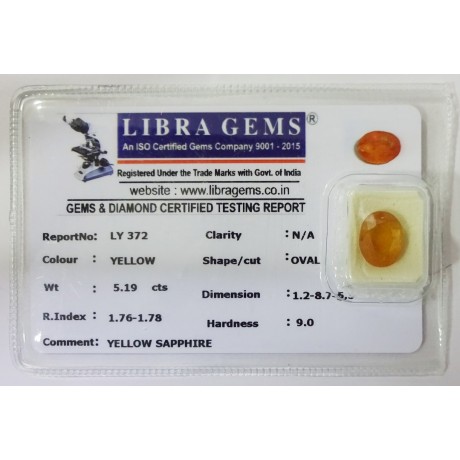 LIBRA GEMS ®
An ISO Certified Gems Company 9001 - 2015
Registered Under the Trade Marks with Govt. of India
website : www.libragems.co.in
GEMS & DIAMOND CERTIFIED TESTING REPORT
ReportNo: LY 372 Clarity : N/A
Colour : YELLOW Shape/cut : OVAL
Wt : 5.19 cts Dimension : 1.2-8.7-5,5
R.Index : 1.76-1.78 Hardness : 9.0
Comment: YELLOW SAPPHIRE